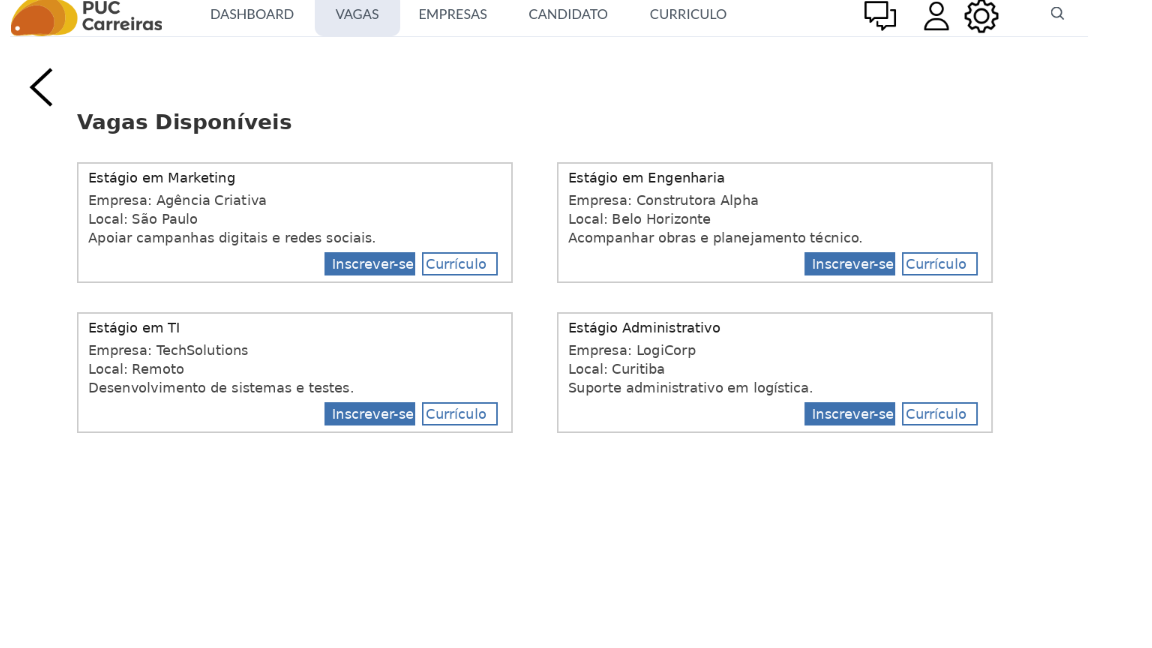 PUC
Carreiras
DASHBOARD VAGAS EMPRESAS CANDIDATO CURRICULO
Vagas Disponíveis
Estágio em Marketing
Empresa: Agência Criativa
Local: São Paulo
Apoiar campanhas digitais e redes sociais.
Inscrever-se Currículo
Estágio em Engenharia
Empresa: Construtora Alpha
Local: Belo Horizonte
Acompanhar obras e planejamento técnico.
Inscrever-se Currículo
Estágio em TI
Empresa: TechSolutions
Local: Remoto
Desenvolvimento de sistemas e testes.
Inscrever-se Currículo
Estágio Administrativo
Empresa: LogiCorp
Local: Curitiba
Suporte administrativo em logística.
Inscrever-se Currículo